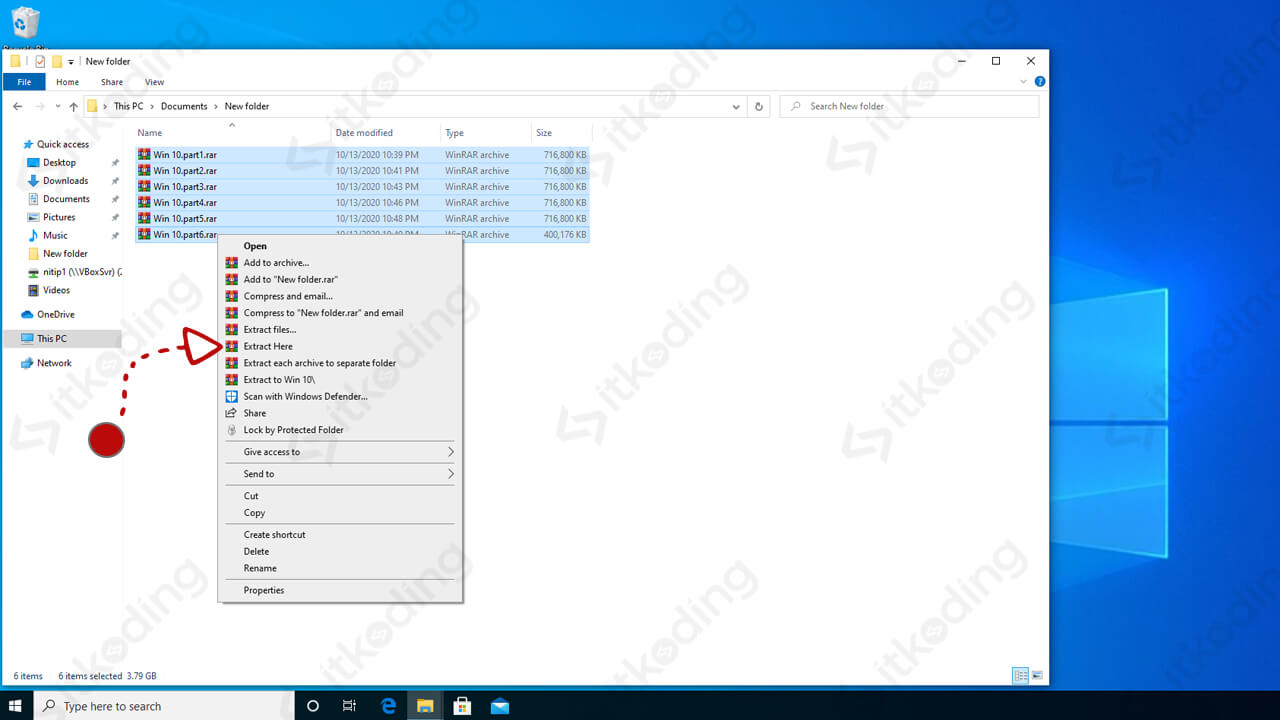 New folder
File Home Share View
This PC Documents New folder
Search New folder
Name Date modified Type Size
Quick access
Desktop
Downloads
Documents
Pictures
Music
New folder
nitip1 (\\VBoxSvr) (Z
Videos
OneDrive
This PC
Network
Win 10.part1.rar 10/13/2020 10:39 PM WinRAR archive 716,800 KB
Win 10.part2.rar 10/13/2020 10:41 PM WinRAR archive 716,800 KB
Win 10.part3.rar 10/13/2020 10:43 PM WinRAR archive 716,800 KB
Win 10.part4.rar 10/13/2020 10:46 PM WinRAR archive 716,800 KB
Win 10.part5.rar 10/13/2020 10:48 PM WinRAR archive 716,800 KB
Win 10.part6.rar WinRAR archive 400,176 KB
Open
Add to archive...
Add to "New folder.rar"
Compress and email...
Compress to "New folder.rar" and email
Extract files...
Extract Here
Extract each archive to separate folder
Extract to Win 10\
Scan with Windows Defender...
Share
Lock by Protected Folder
Give access to
Send to
Cut
Copy
Create shortcut
Delete
Rename
Properties
6 items 6 items selected 3.79 GB
Type here to search
itkoding